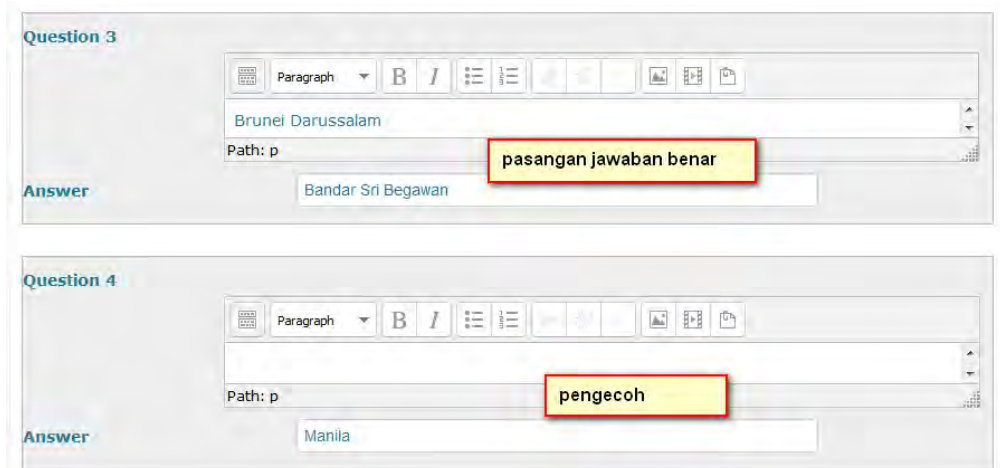 Question 3
Paragraph B I
Brunei Darussalam
Path: p
pasangan jawaban benar
Answer Bandar Sri Begawan
Question 4
Paragraph B I
Path: p
pengecoh
Answer Manila